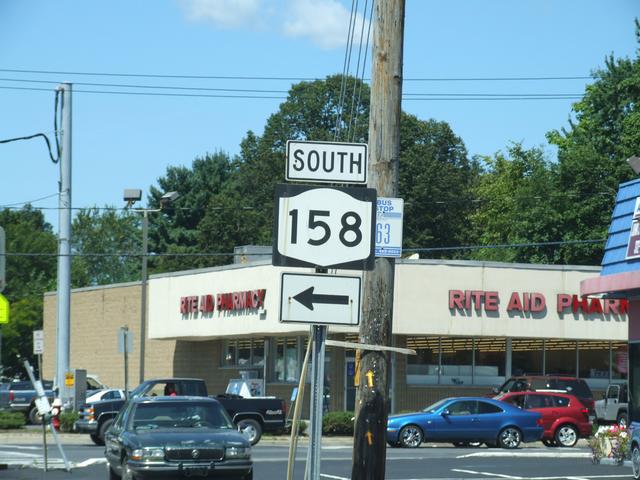 SOUTH
158
BUS
STOP
63
RITE AID PHARMACY
RITE AID PHARM